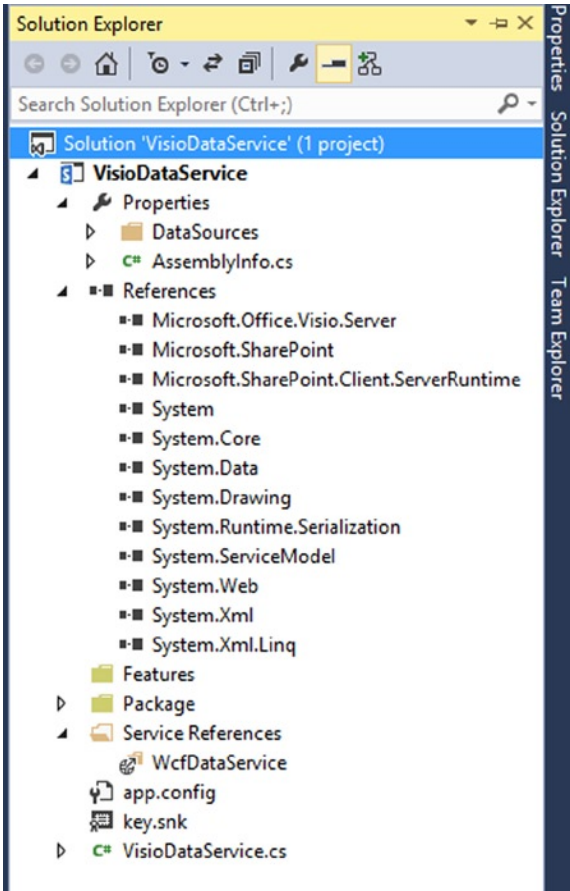 Solution Explorer
Search Solution Explorer (Ctrl+;)
Solution 'VisioDataService' (1 project)
VisioDataService
Properties
DataSources
C# AssemblyInfo.cs
References
Microsoft.Office.Visio.Server
Microsoft.SharePoint
Microsoft.SharePoint.Client.ServerRuntime
System
System.Core
System.Data
System.Drawing
System.Runtime.Serialization
System.ServiceModel
System.Web
System.Xml
System.Xml.Linq
Features
Package
Service References
WcfDataService
app.config
key.snk
C# VisioDataService.cs
Properties
Solution Explorer
Team Explorer